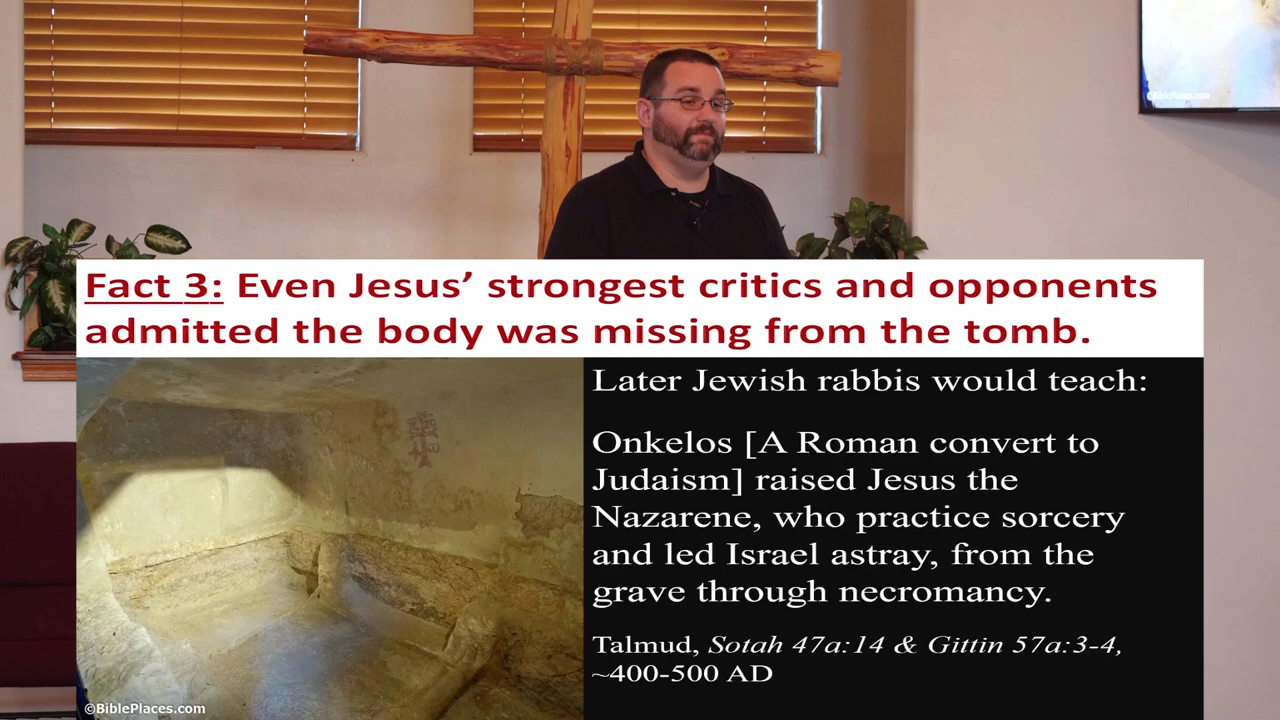 ©BiblePlaces.com
Fact 3: Even Jesus’ strongest critics and opponents
admitted the body was missing from the tomb.
Later Jewish rabbis would teach:
Onkelos [A Roman convert to
Judaism] raised Jesus the
Nazarene, who practice sorcery
and led Israel astray, from the
grave through necromancy.
Talmud, Sotah 47a:14 & Gittin 57a:3-4,
~400-500 AD
©BiblePlaces.com